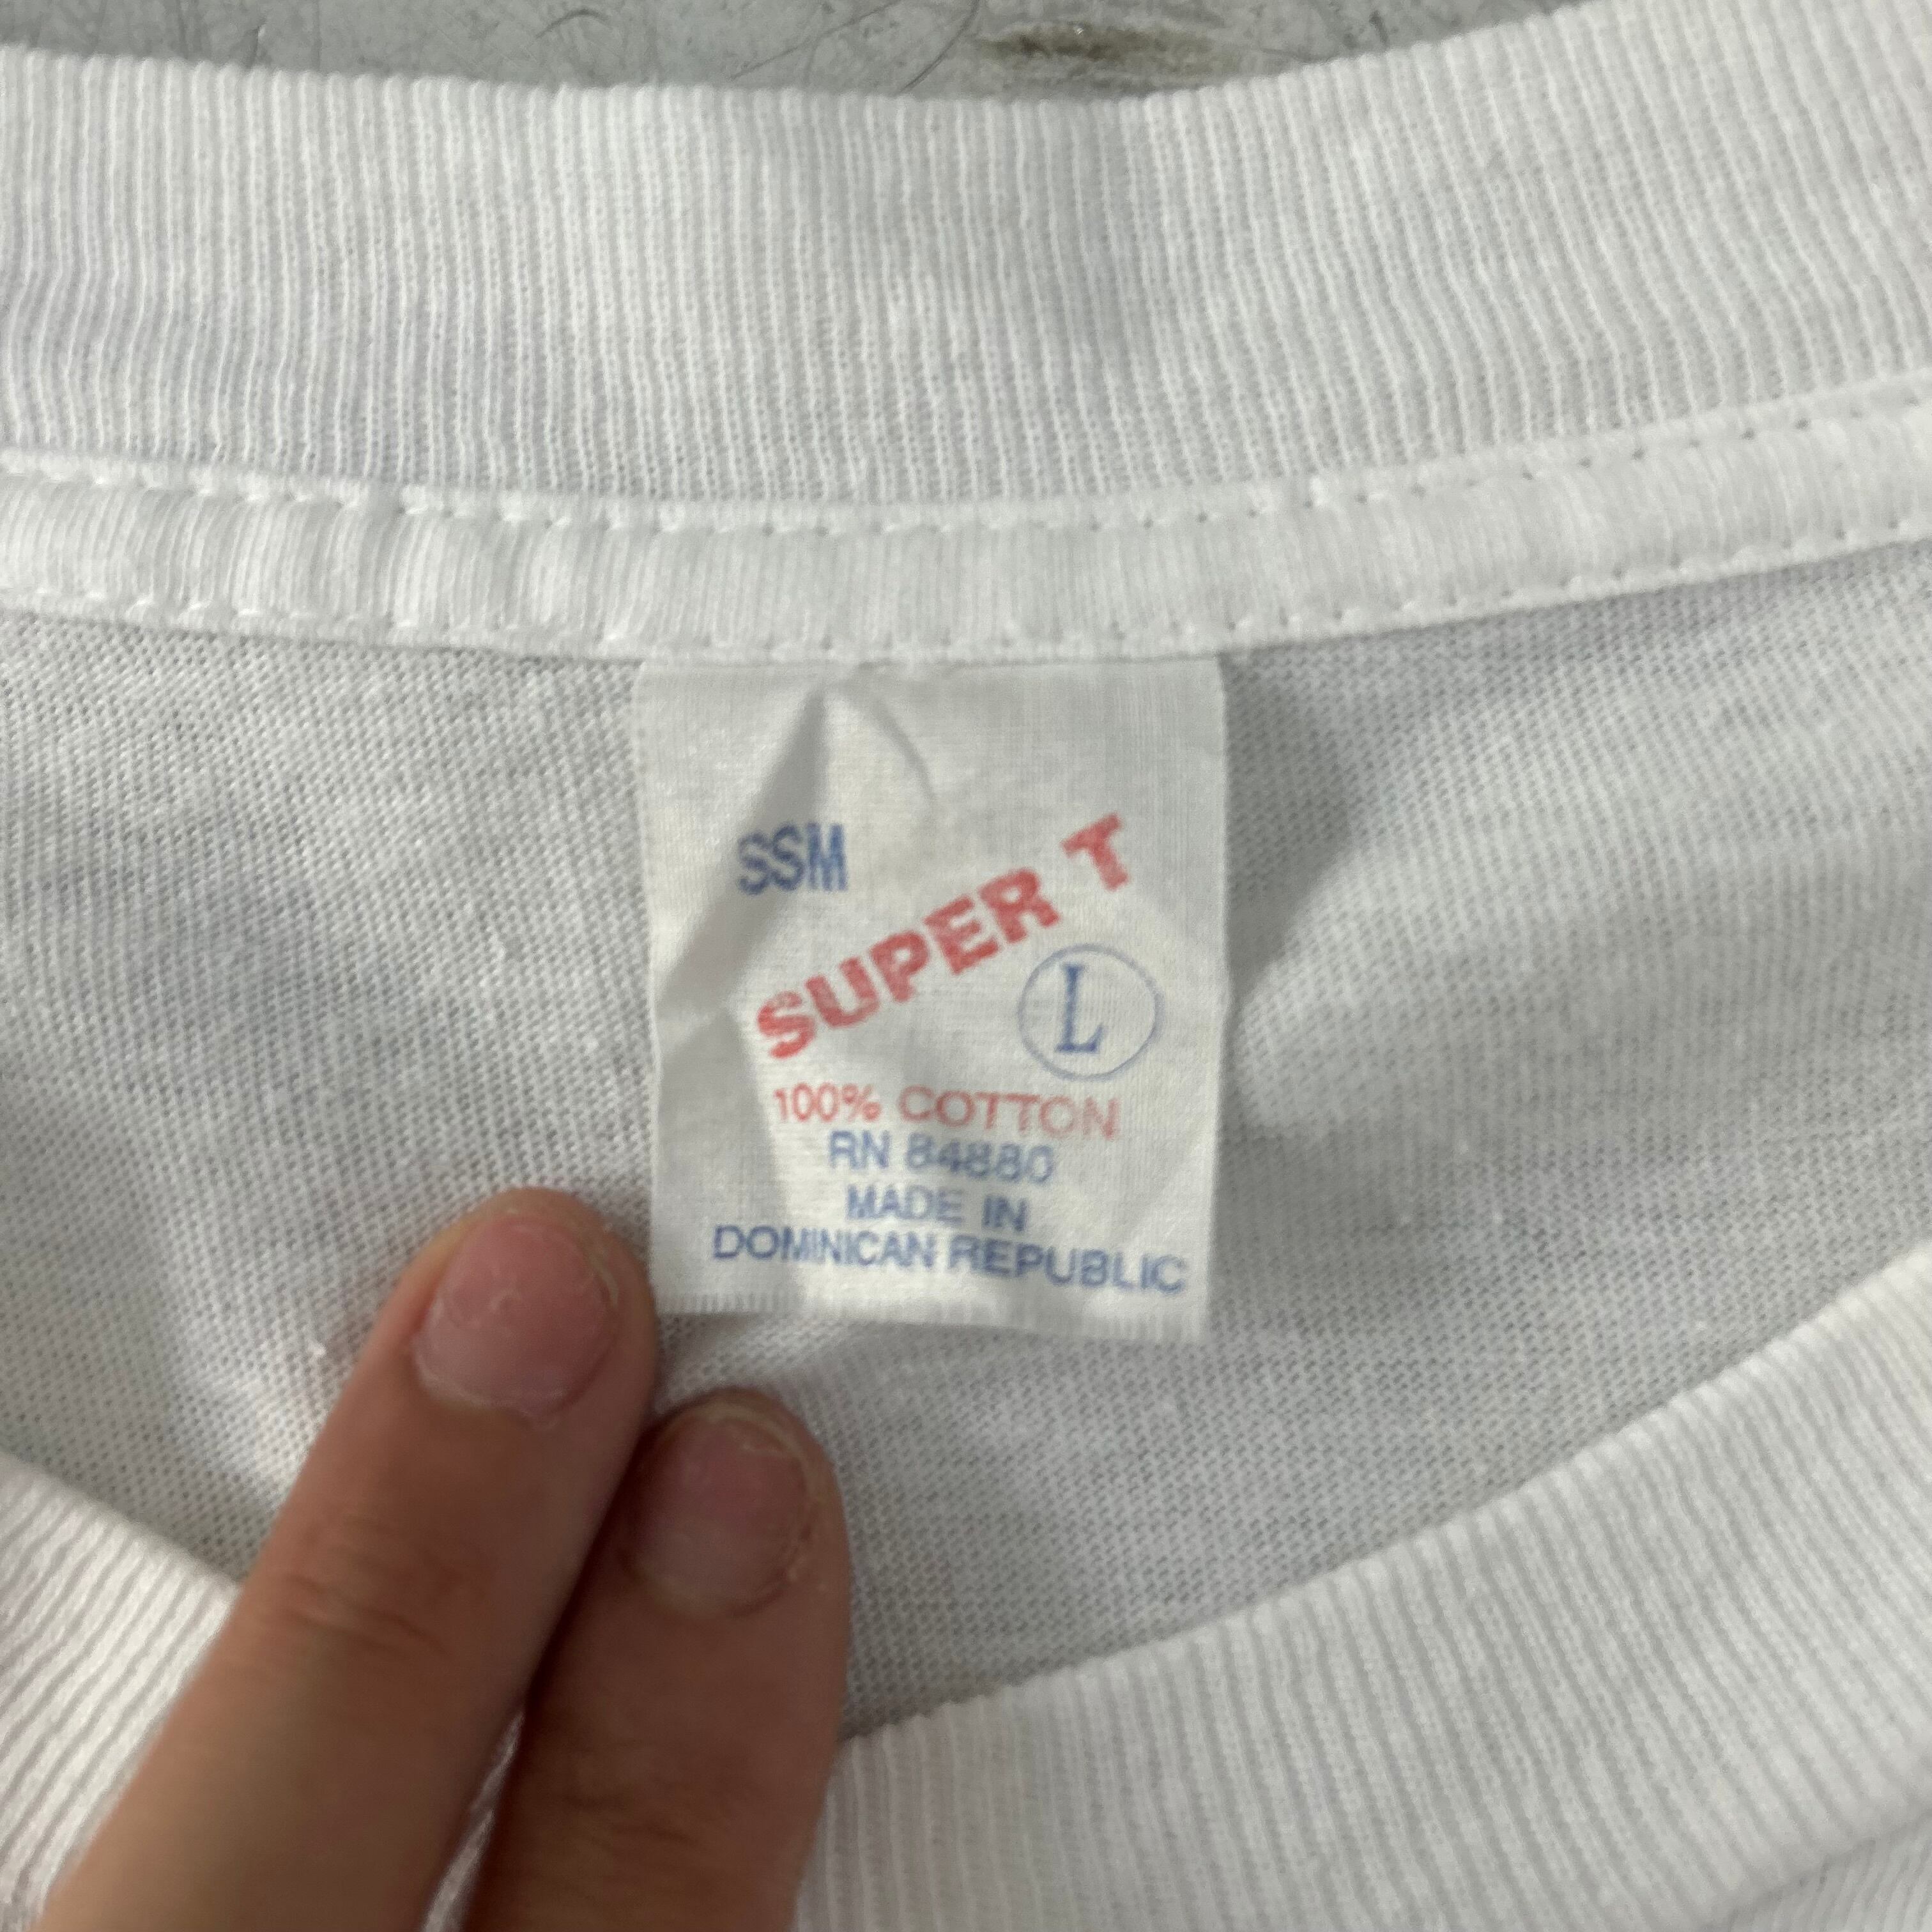 SSM
SUPER T
L
100% COTTON
RN 84880
MADE IN
DOMINICAN REPUBLIC